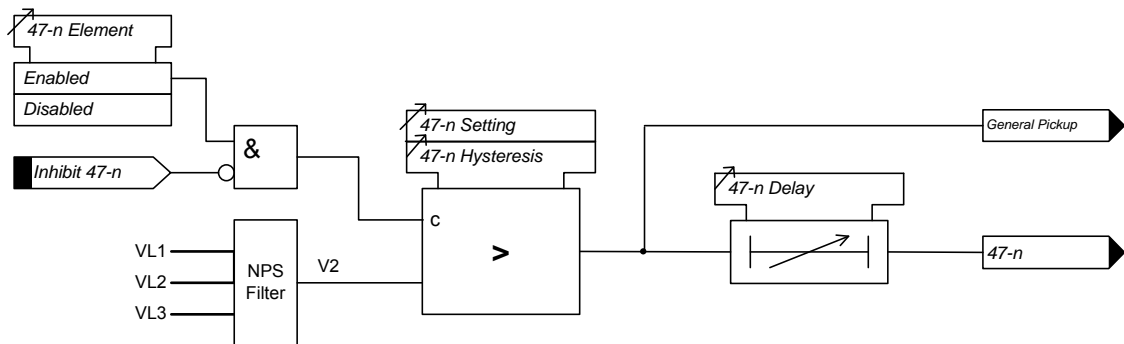 47-n Element
Enabled
Disabled
Inhibit 47-n
&
47-n Setting
47-n Hysteresis
c
>
General Pickup
47-n Delay
47-n
VL1
VL2
VL3
NPS
Filter
V2